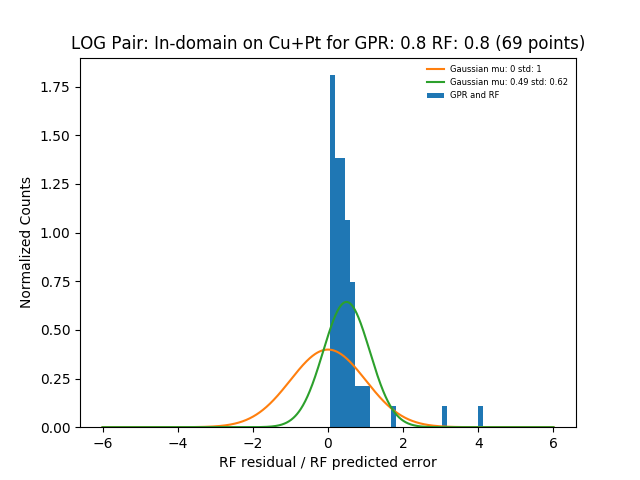 LOG Pair: In-domain on Cu+Pt for GPR: 0.8 RF: 0.8 (69 points)
Gaussian mu: 0 std: 1
Gaussian mu: 0.49 std: 0.62
GPR and RF
Normalized Counts
1.75
1.50
1.25
1.00
0.75
0.50
0.25
0.00
−6 −4 −2 0 2 4 6
RF residual / RF predicted error